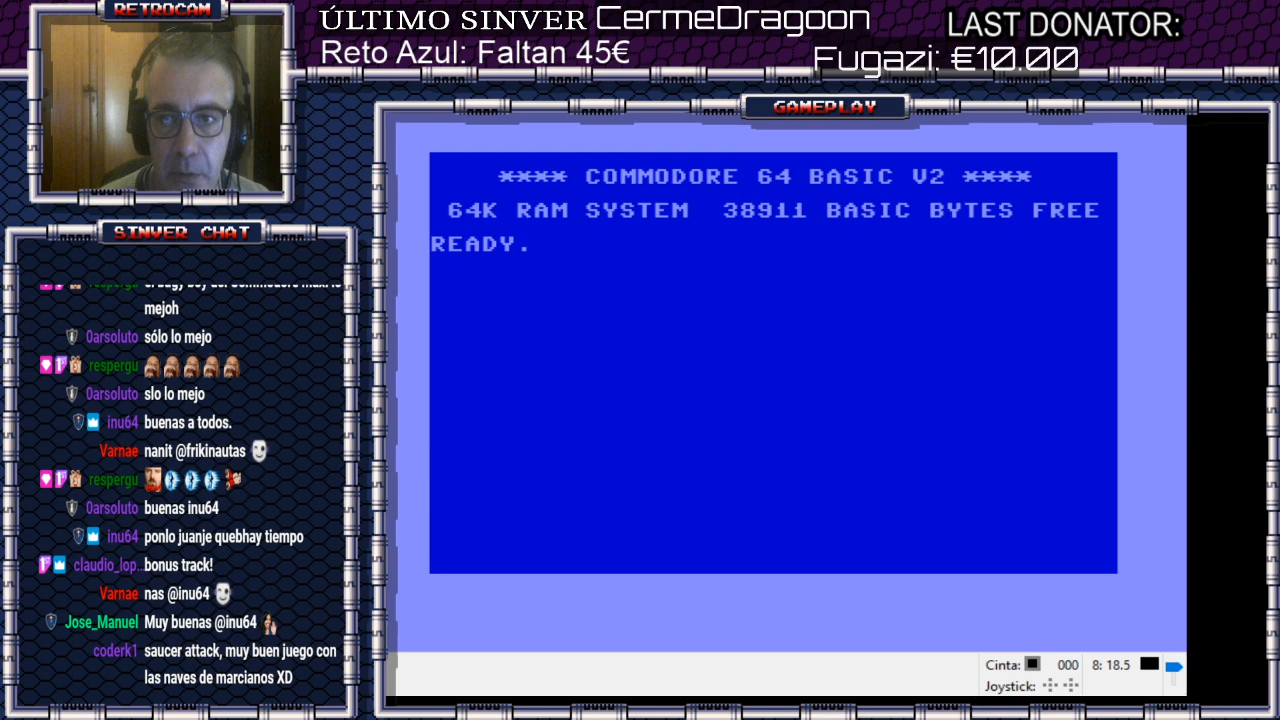 RETROCAM
ÚLTIMO SINVER CermeDragoon
Reto Azul: Faltan 45€
LAST DONATOR:
Fugazi: €10.00
GAMEPLAY
**** COMMODORE 64 BASIC V2 ****
64K RAM SYSTEM 38911 BASIC BYTES FREE
READY.
SINVER CHAT
mejoh
0arsoluto sólo lo mejo
respergu
0arsoluto slo lo mejo
inu64 buenas a todos.
Varnae nanit @frikinautas
respergu
0arsoluto buenas inu64
inu64 ponlo juanje quebhay tiempo
claudio_lop... bonus track!
Varnae nas @inu64
Jose_Manuel Muy buenas @inu64
coderk1 saucer attack, muy buen juego con
las naves de marcianos XD
Cinta: 000 8: 18.5
Joystick: